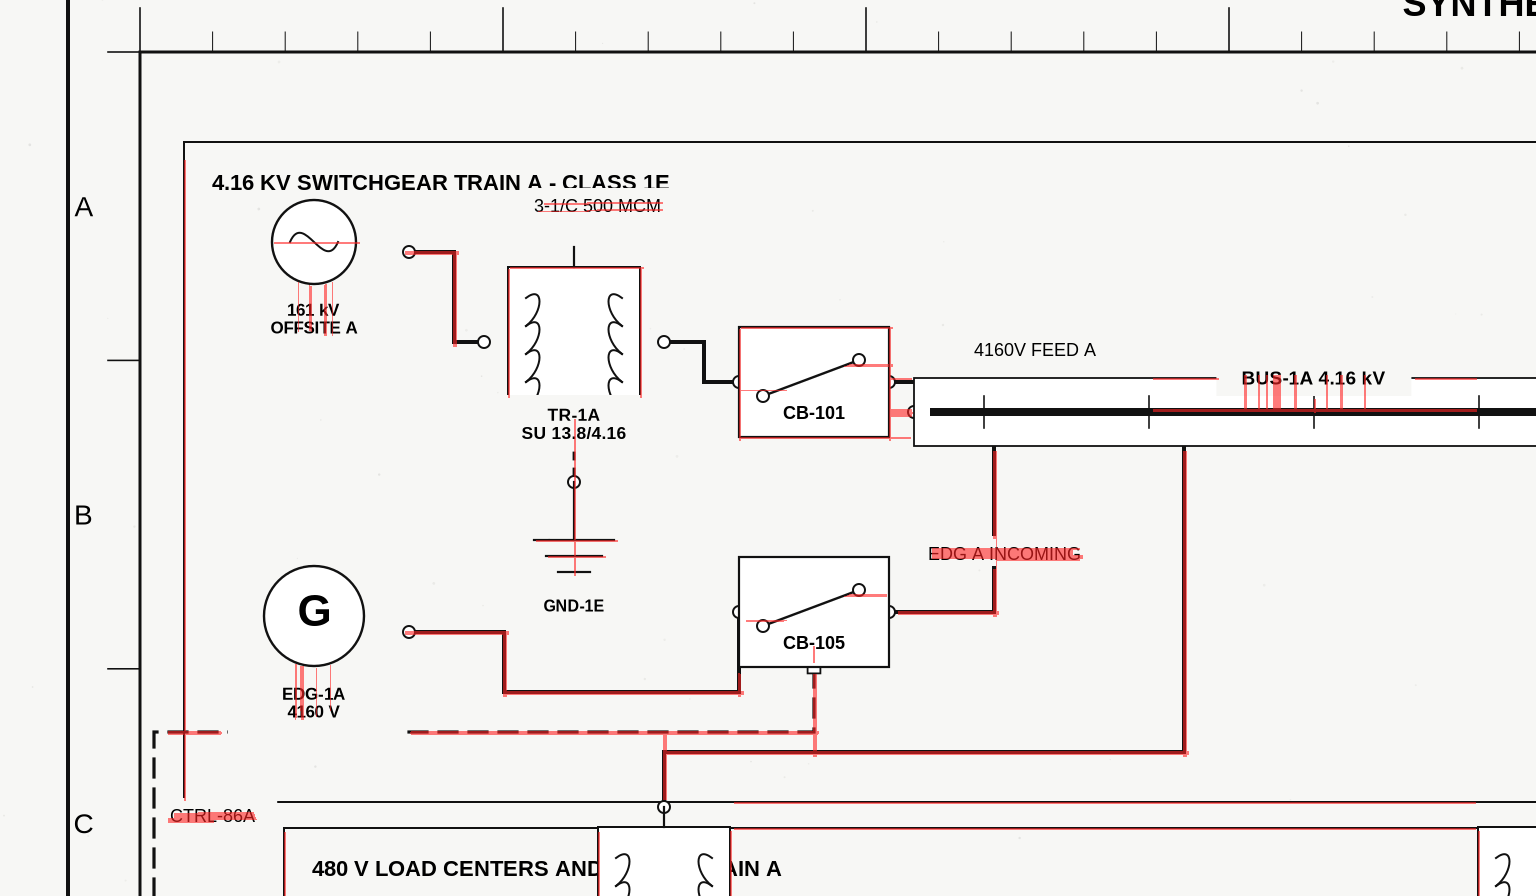 A
4.16 KV SWITCHGEAR TRAIN A - CLASS 1E
3-1/C 500 MCM
161 kV
OFFSITE A
4160V FEED A
BUS-1A 4.16 kV
TR-1A
SU 13.8/4.16
CB-101
B
EDG A INCOMING
G
GND-1E
CB-105
EDG-1A
4160 V
C
CTRL-86A
480 V LOAD CENTERS AND
A